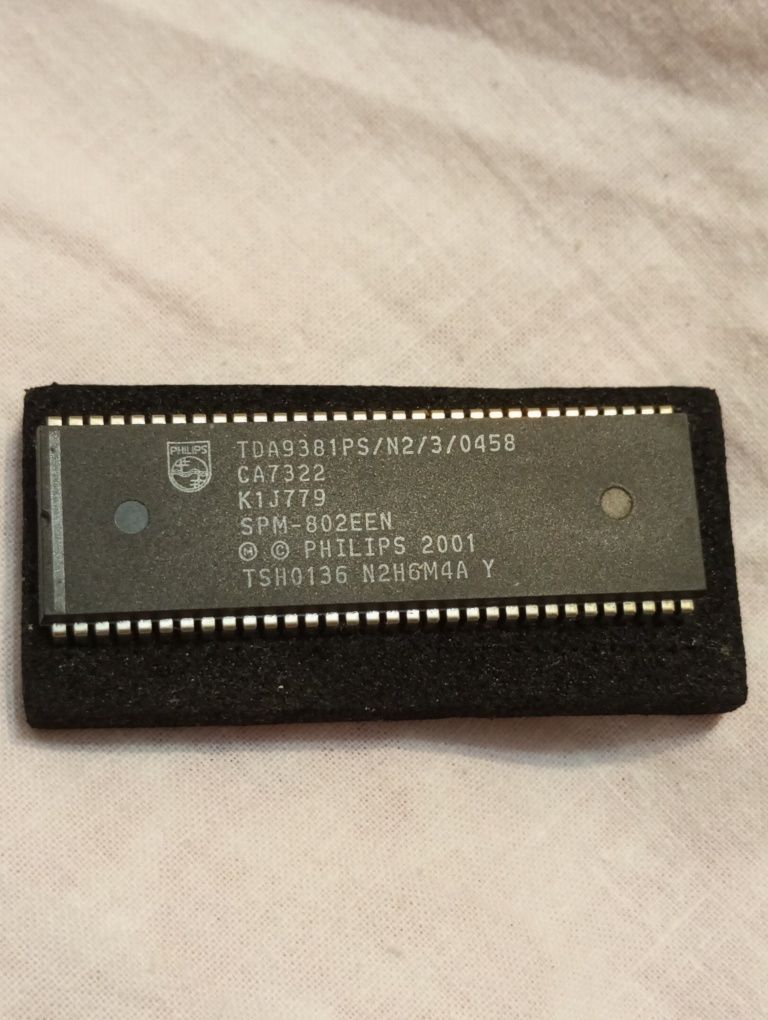 PHILIPS
TDA9381PS/N2/3/0458
CA7322
K1J779
SPM-802EEN
Ⓜ © PHILIPS 2001
TSH0136 N2H6M4A Y